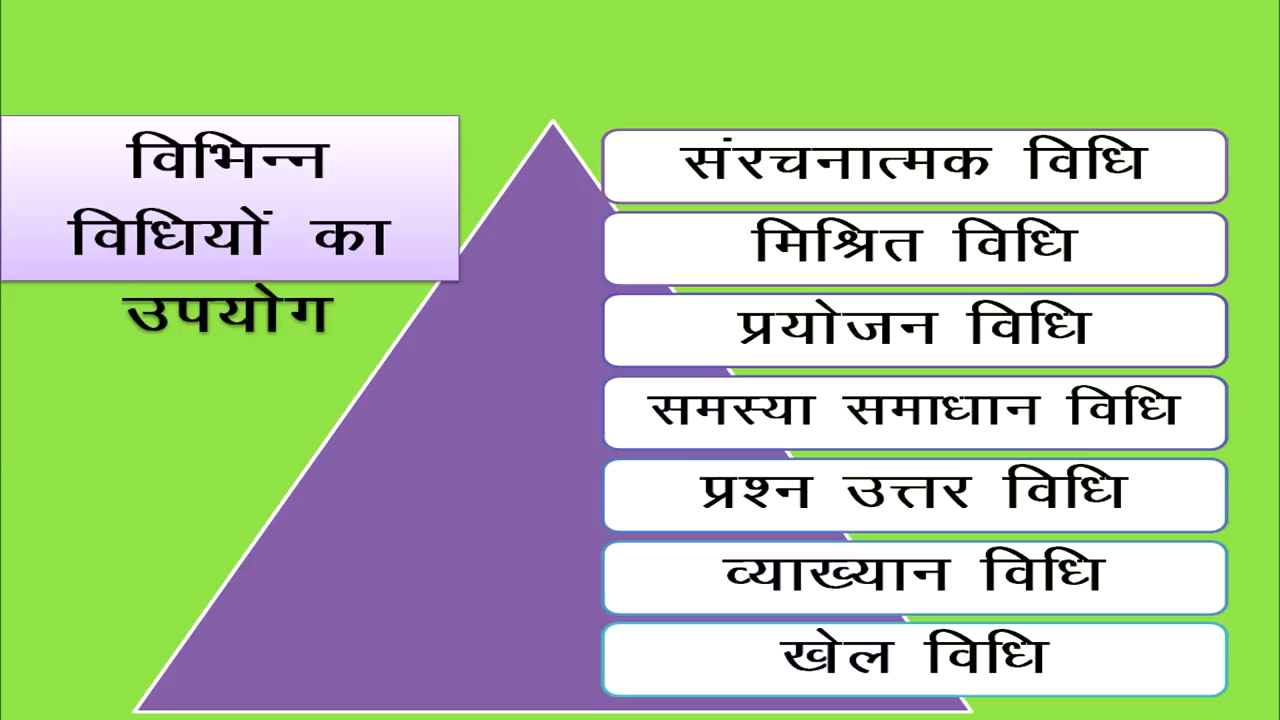 विभिन्न
विधियों का
उपयोग
संरचनात्मक विधि
मिश्रित विधि
प्रयोजन विधि
समस्या समाधान विधि
प्रश्न उत्तर विधि
व्याख्यान विधि
खेल विधि